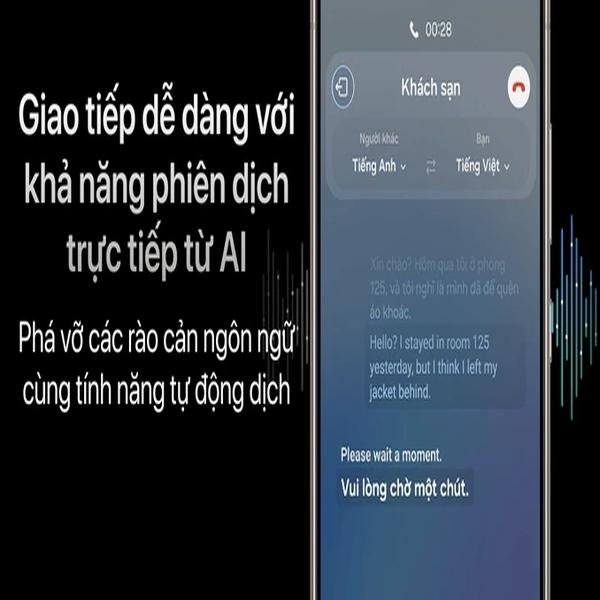 Giao tiếp dễ dàng với
khả năng phiên dịch
trực tiếp từ AI
Phá vỡ các rào cản ngôn ngữ
cùng tính năng tự động dịch
00:28
Khách sạn
Người khác
Bạn
Tiếng Anh
Tiếng Việt
Xin chào? Hôm qua tôi ở phòng
125, và tôi nghĩ là mình đã để quên
áo khoác.
Hello? I stayed in room 125
yesterday, but I think I left my
jacket behind.
Please wait a moment.
Vui lòng chờ một chút.